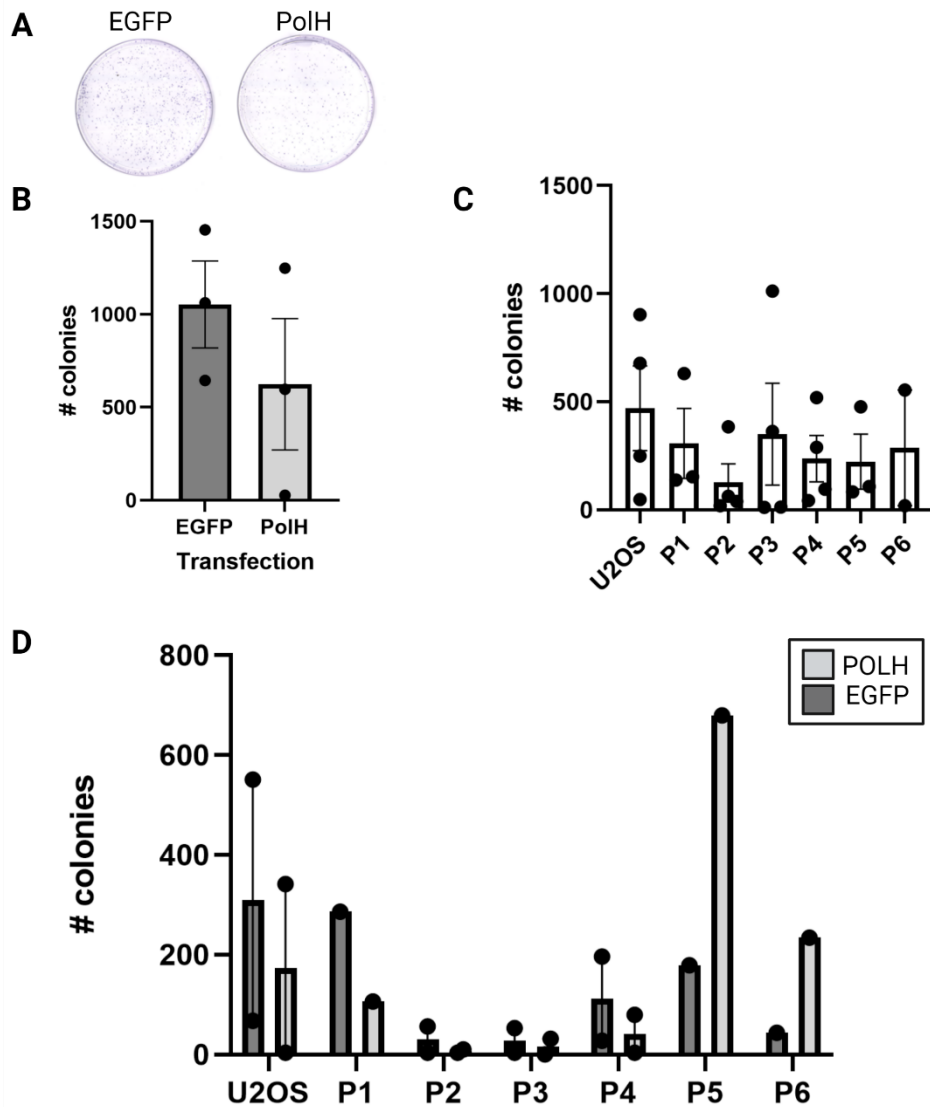 A
EGFP PolH
B
# colonies
1500
1000
500
0
EGFP PolH
Transfection
C
# colonies
1500
1000
500
0
U2OS P1 P2 P3 P4 P5 P6
D
# colonies
800
600
400
200
0
U2OS P1 P2 P3 P4 P5 P6
POLH
EGFP